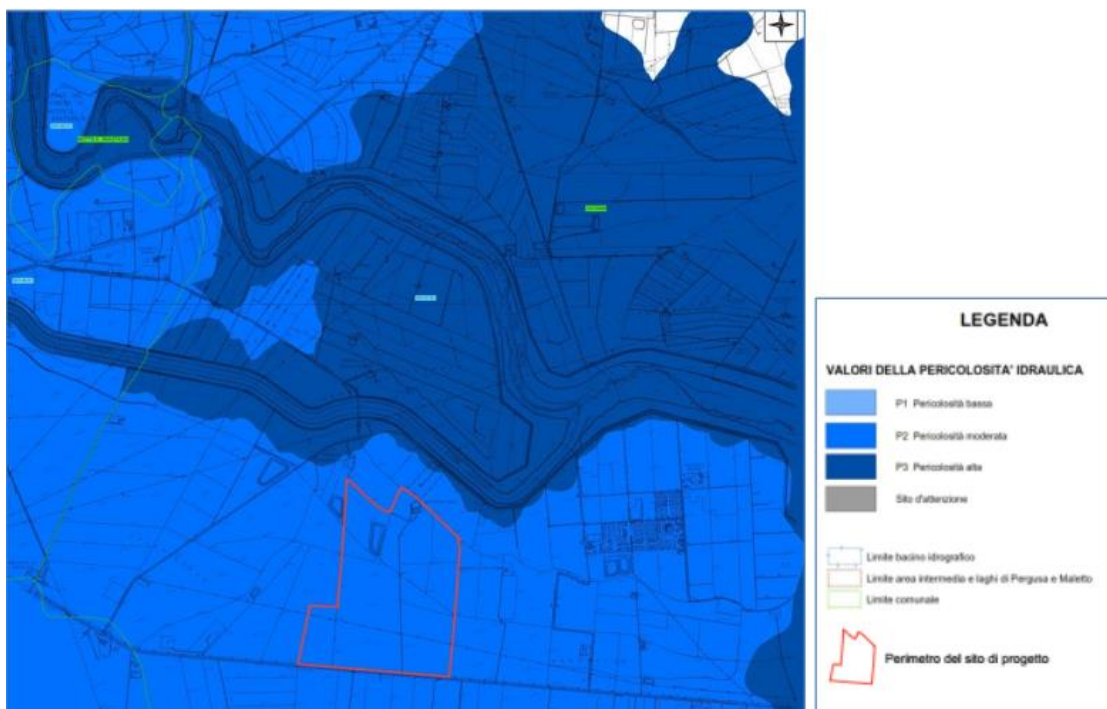 LEGENDA
VALORI DELLA PERICOLOSITA' IDRAULICA
P1 Pericolosità bassa
P2 Pericolosità moderata
P3 Pericolosità alta
Sito d'attenzione
Limite bacino idrografico
Limite area intermedia e laghi di Pergusa e Maletto
Limite comunale
Perimetro del sito di progetto